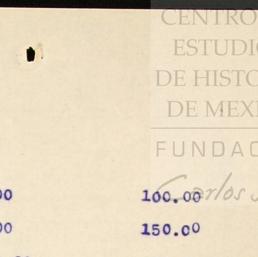 CENTRO
ESTUDI
DE HISTO
DE MEX
FUNDAC
Carlos S
00 100.00
00 150.00